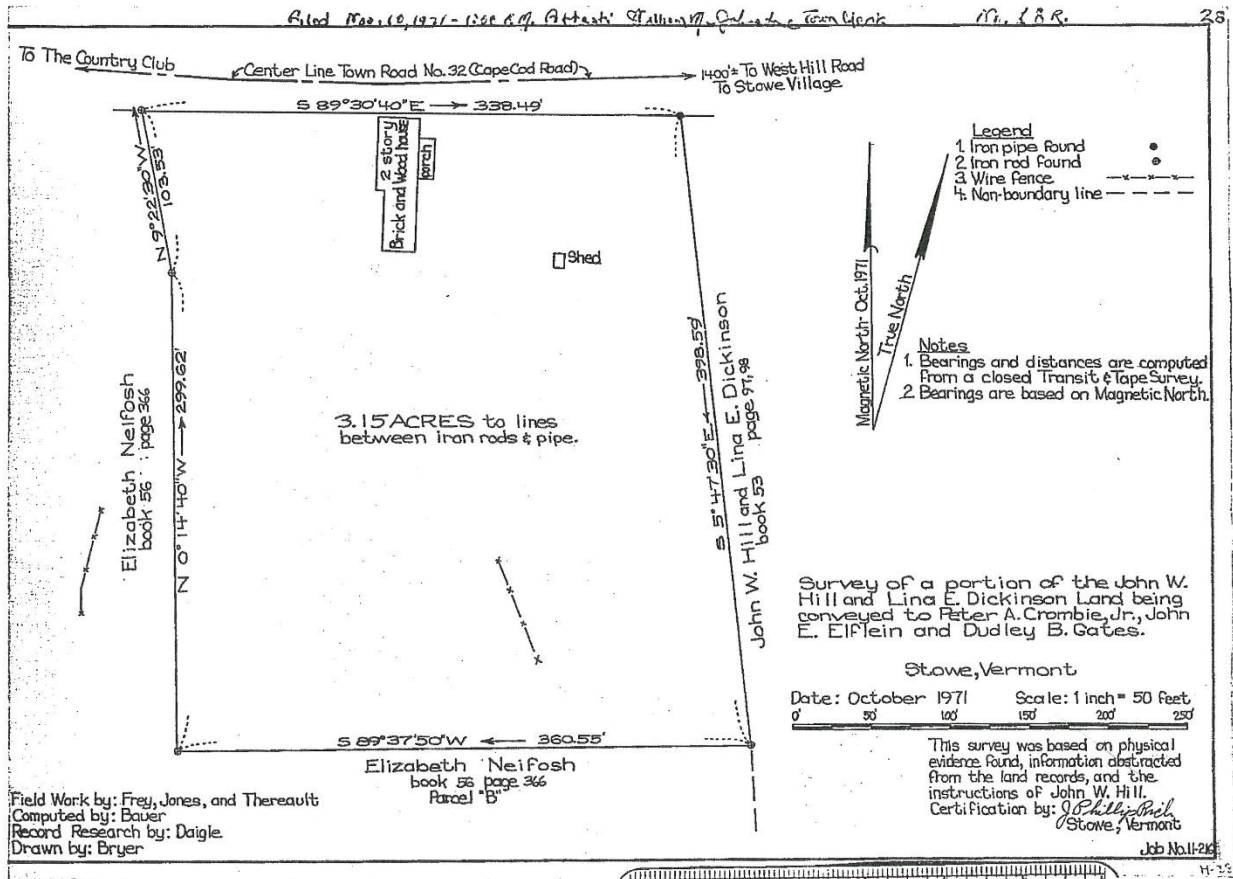 Filed Nov. 10, 1971 - Attest: Town Clerk
28
To The Country Club
Center Line Town Road No. 32 (Cape Cod Road)
1400'± To West Hill Road
To Stowe Village
S 89°30'40"E 338.49'
2 story
Brick and Wood house
porch
Shed
N 9°22'30"W
103.53'
N 0°14'40"W 299.62'
Elizabeth Neifosh
book 56 : page 366
3.15 ACRES to lines
between iron rods & pipe.
S 5°47'30"E 398.59'
John W. Hill and Lina E. Dickinson
book 53 page 97,98
S 89°37'50"W 360.55'
Elizabeth Neifosh
book 56 page 366
Parcel "B"
Legend
1. Iron pipe found
2. Iron rod found
3. Wire fence
4. Non-boundary line
Magnetic North - Oct. 1971
True North
Notes
1. Bearings and distances are computed
from a closed Transit & Tape Survey.
2 Bearings are based on Magnetic North.
Survey of a portion of the John W.
Hill and Lina E. Dickinson Land being
conveyed to Peter A. Crombie, Jr., John
E. Elflein and Dudley B. Gates.
Stowe, Vermont
Date: October 1971 Scale: 1 inch = 50 feet
0' 50' 100' 150' 200' 250'
This survey was based on physical
evidence found, information abstracted
from the land records, and the
instructions of John W. Hill.
Certification by:
Stowe, Vermont
Field Work by: Frey, Jones, and Thereault
Computed by: Bauer
Record Research by: Daigle
Drawn by: Bryer
Job No. 11-216